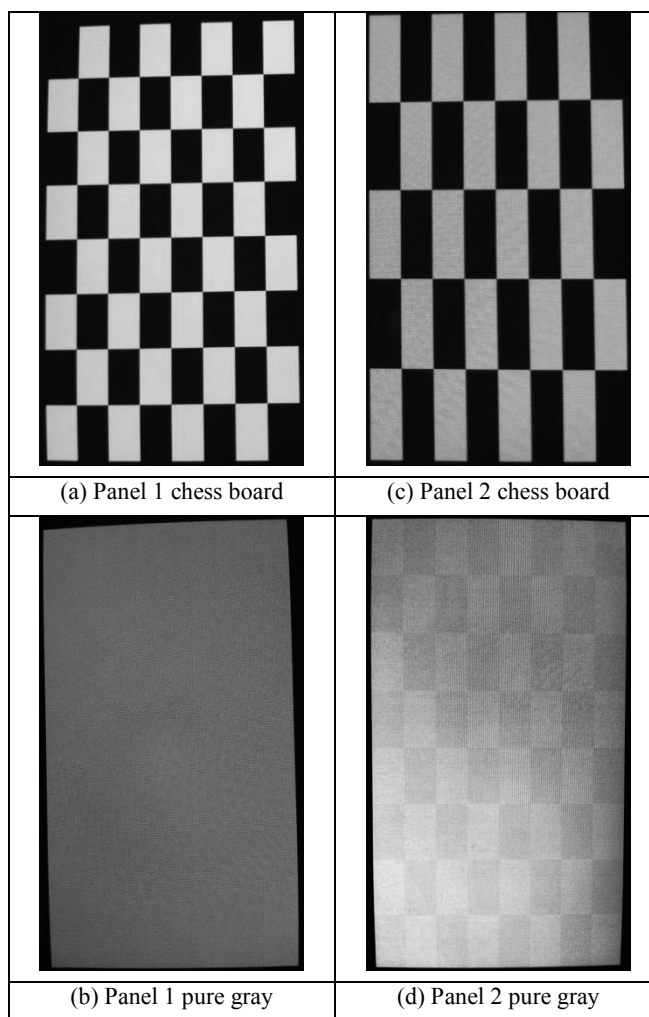 (a) Panel 1 chess board
(c) Panel 2 chess board
(b) Panel 1 pure gray
(d) Panel 2 pure gray